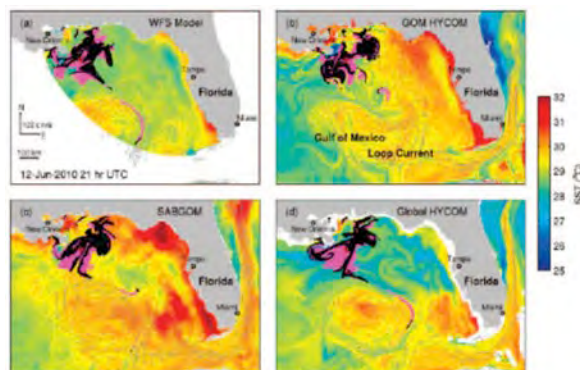 (a)
WFS Model
New Orleans
Tampa
Florida
Miami
N
100 km
12-Jun-2010 21 hr UTC
(b)
GOM HYCOM
New Orleans
Tampa
Florida
Miami
Gulf of Mexico
Loop Current
SABGOM
New Orleans
Tampa
Florida
Miami
(d)
Global HYCOM
New Orleans
Tampa
Florida
Miami
32
31
30
29
28
27
26
25
SST (°C)